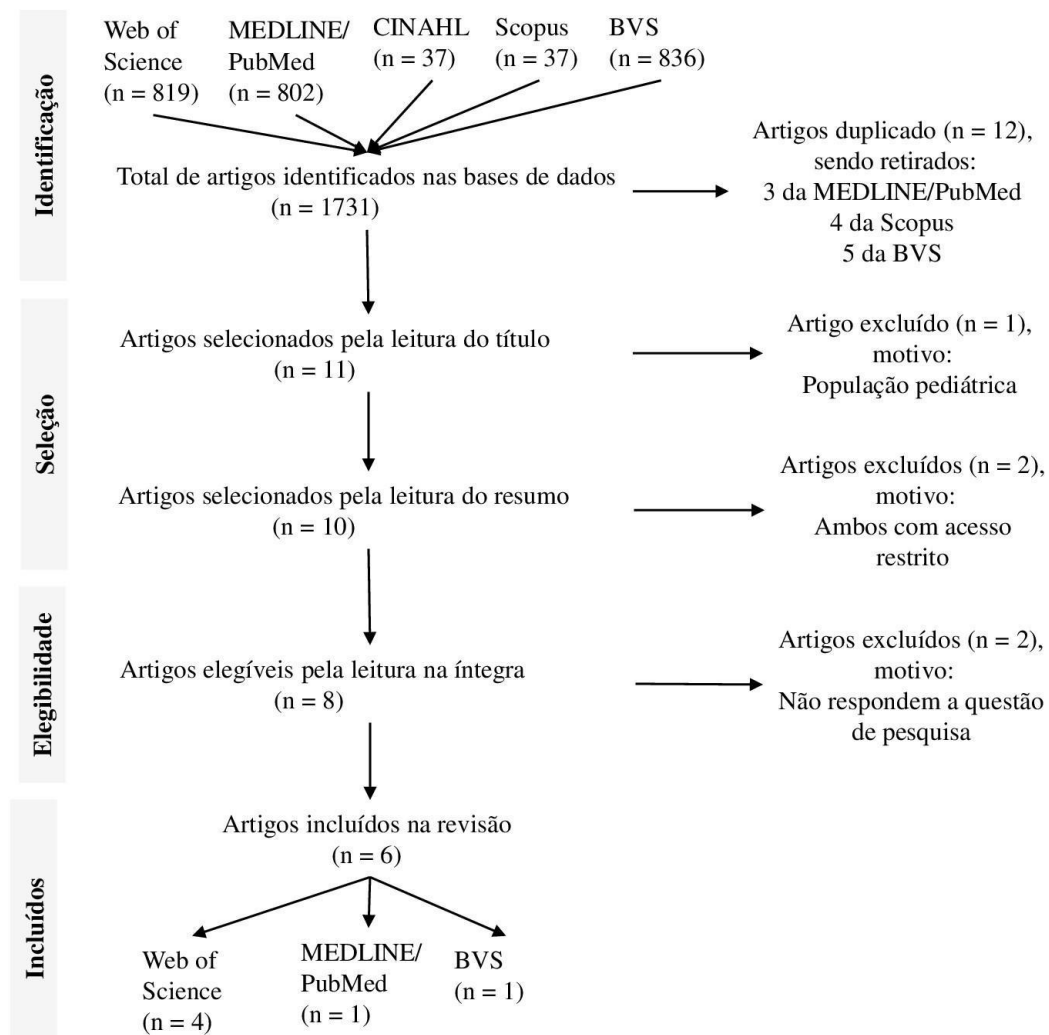 Identificação
Web of
Science
(n = 819)
MEDLINE/
PubMed
(n = 802)
CINAHL
(n = 37)
Scopus
(n = 37)
BVS
(n = 836)
Total de artigos identificados nas bases de dados
(n = 1731)
Artigos duplicado (n = 12),
sendo retirados:
3 da MEDLINE/PubMed
4 da Scopus
5 da BVS
Seleção
Artigos selecionados pela leitura do título
(n = 11)
Artigo excluído (n = 1),
motivo:
População pediátrica
Artigos selecionados pela leitura do resumo
(n = 10)
Artigos excluídos (n = 2),
motivo:
Ambos com acesso
restrito
Elegibilidade
Artigos elegíveis pela leitura na íntegra
(n = 8)
Artigos excluídos (n = 2),
motivo:
Não respondem a questão
de pesquisa
Incluídos
Artigos incluídos na revisão
(n = 6)
Web of
Science
(n = 4)
MEDLINE/
PubMed
(n = 1)
BVS
(n = 1)